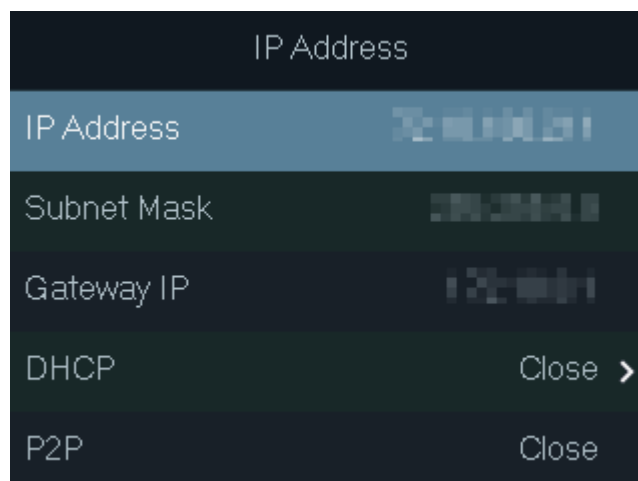 IP Address
IP Address
Subnet Mask
Gateway IP
DHCP Close
P2P Close